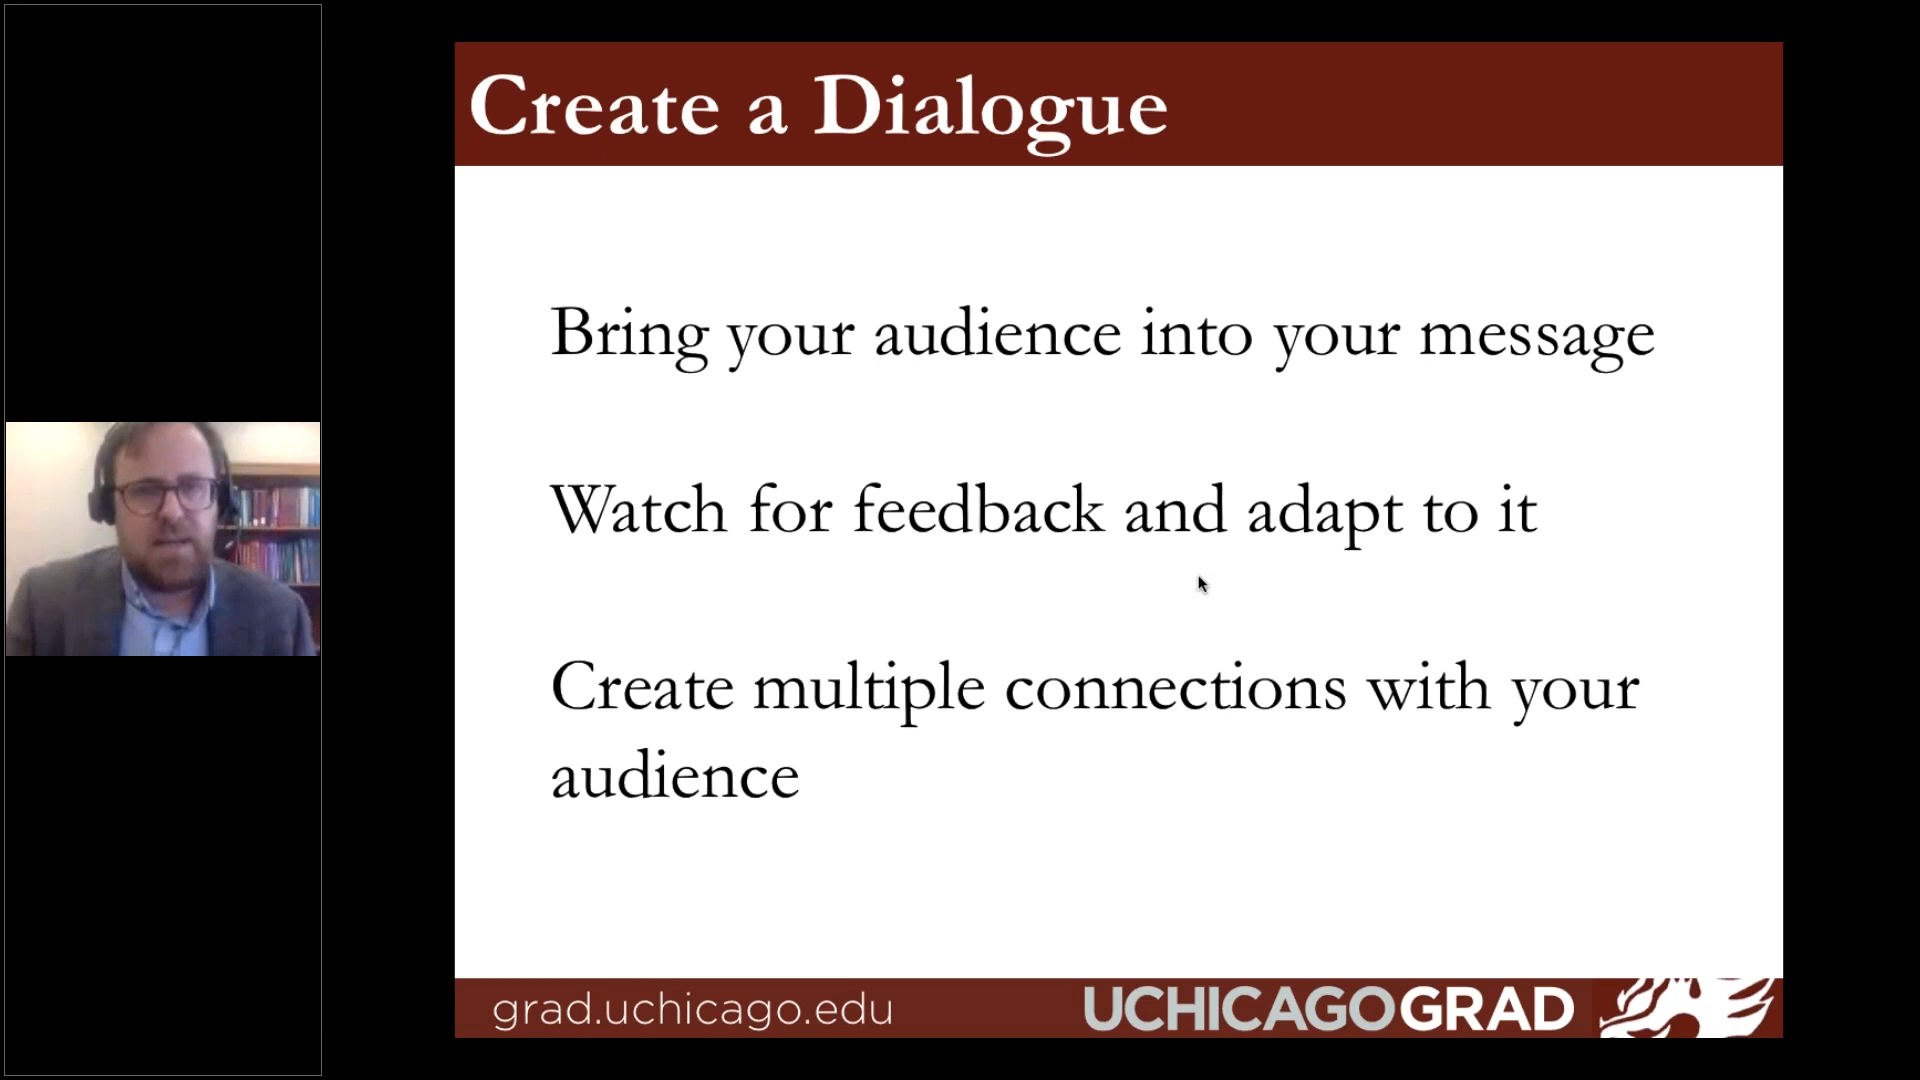 Create a Dialogue
Bring your audience into your message
Watch for feedback and adapt to it
Create multiple connections with your
audience
grad.uchicago.edu
UCHICAGOGRAD